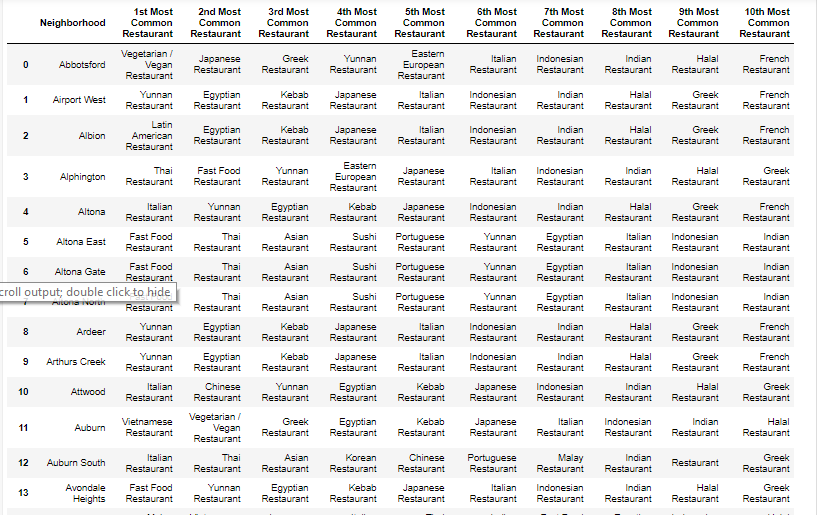 Neighborhood 1st Most Common Restaurant 2nd Most Common Restaurant 3rd Most Common Restaurant 4th Most Common Restaurant 5th Most Common Restaurant 6th Most Common Restaurant 7th Most Common Restaurant 8th Most Common Restaurant 9th Most Common Restaurant 10th Most Common Restaurant
0 Abbotsford Vegetarian / Vegan Restaurant Japanese Restaurant Greek Restaurant Yunnan Restaurant Eastern European Restaurant Italian Restaurant Indonesian Restaurant Indian Restaurant Halal Restaurant French Restaurant
1 Airport West Yunnan Restaurant Egyptian Restaurant Kebab Restaurant Japanese Restaurant Italian Restaurant Indonesian Restaurant Indian Restaurant Halal Restaurant Greek Restaurant French Restaurant
2 Albion Latin American Restaurant Egyptian Restaurant Kebab Restaurant Japanese Restaurant Italian Restaurant Indonesian Restaurant Indian Restaurant Halal Restaurant Greek Restaurant French Restaurant
3 Alphington Thai Restaurant Fast Food Restaurant Yunnan Restaurant Eastern European Restaurant Japanese Restaurant Italian Restaurant Indonesian Restaurant Indian Restaurant Halal Restaurant Greek Restaurant
4 Altona Italian Restaurant Yunnan Restaurant Egyptian Restaurant Kebab Restaurant Japanese Restaurant Indonesian Restaurant Indian Restaurant Halal Restaurant Greek Restaurant French Restaurant
5 Altona East Fast Food Restaurant Thai Restaurant Asian Restaurant Sushi Restaurant Portuguese Restaurant Yunnan Restaurant Egyptian Restaurant Italian Restaurant Indonesian Restaurant Indian Restaurant
6 Altona Gate Fast Food Restaurant Thai Restaurant Asian Restaurant Sushi Restaurant Portuguese Restaurant Yunnan Restaurant Egyptian Restaurant Italian Restaurant Indonesian Restaurant Indian Restaurant
croll output; double click to hide
Altona North Restaurant Thai Restaurant Asian Restaurant Sushi Restaurant Portuguese Restaurant Yunnan Restaurant Egyptian Restaurant Italian Restaurant Indonesian Restaurant Indian Restaurant
8 Ardeer Yunnan Restaurant Egyptian Restaurant Kebab Restaurant Japanese Restaurant Italian Restaurant Indonesian Restaurant Indian Restaurant Halal Restaurant Greek Restaurant French Restaurant
9 Arthurs Creek Yunnan Restaurant Egyptian Restaurant Kebab Restaurant Japanese Restaurant Italian Restaurant Indonesian Restaurant Indian Restaurant Halal Restaurant Greek Restaurant French Restaurant
10 Attwood Italian Restaurant Chinese Restaurant Yunnan Restaurant Egyptian Restaurant Kebab Restaurant Japanese Restaurant Indonesian Restaurant Indian Restaurant Halal Restaurant Greek Restaurant
11 Auburn Vietnamese Restaurant Vegetarian / Vegan Restaurant Greek Restaurant Egyptian Restaurant Kebab Restaurant Japanese Restaurant Italian Restaurant Indonesian Restaurant Indian Restaurant Halal Restaurant
12 Auburn South Italian Restaurant Thai Restaurant Asian Restaurant Korean Restaurant Chinese Restaurant Portuguese Restaurant Malay Restaurant Indian Restaurant Restaurant Greek Restaurant
13 Avondale Heights Fast Food Restaurant Yunnan Restaurant Egyptian Restaurant Kebab Restaurant Japanese Restaurant Italian Restaurant Indonesian Restaurant Indian Restaurant Halal Restaurant Greek Restaurant